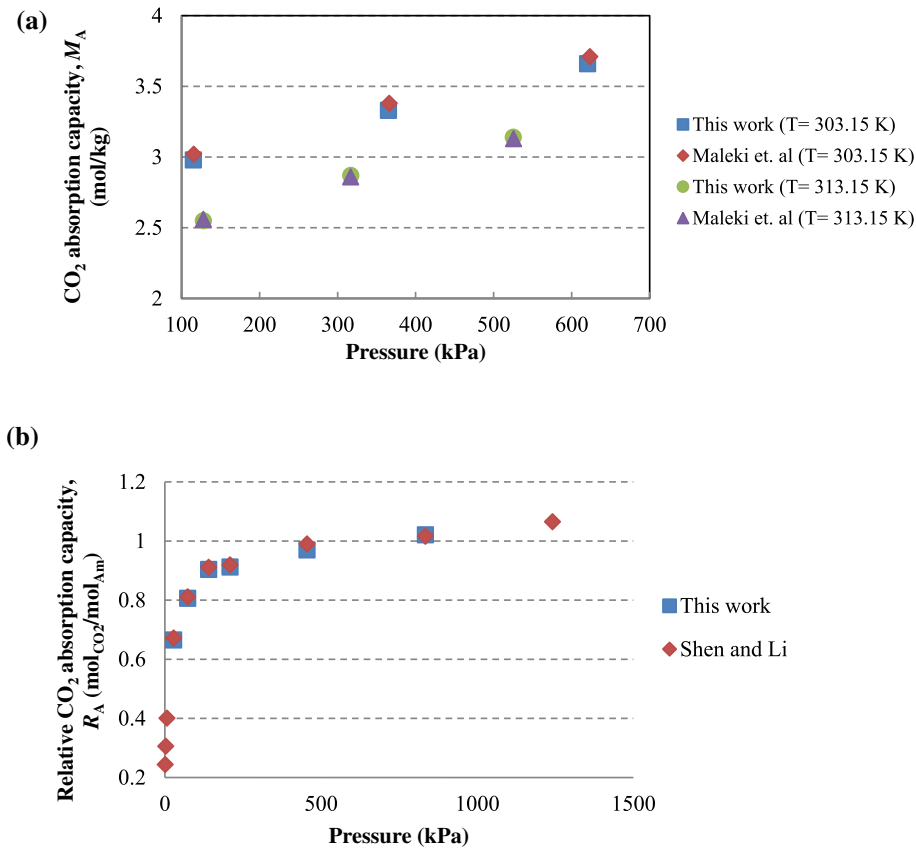 (a)
CO2 absorption capacity, MA
(mol/kg)
4
3.5
3
2.5
2
100 200 300 400 500 600 700
Pressure (kPa)
This work (T= 303.15 K)
Maleki et. al (T= 303.15 K)
This work (T= 313.15 K)
Maleki et. al (T= 313.15 K)
(b)
Relative CO2 absorption capacity,
RA (molCO2/molAm)
1.2
1
0.8
0.6
0.4
0.2
0 500 1000 1500
Pressure (kPa)
This work
Shen and Li